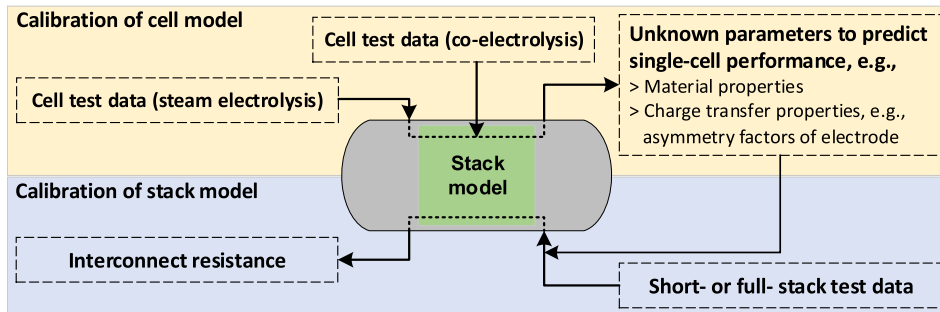 Calibration of cell model
Cell test data (co-electrolysis)
Cell test data (steam electrolysis)
Unknown parameters to predict
single-cell performance, e.g.,
> Material properties
> Charge transfer properties, e.g.,
asymmetry factors of electrode
Stack
model
Calibration of stack model
Interconnect resistance
Short- or full- stack test data